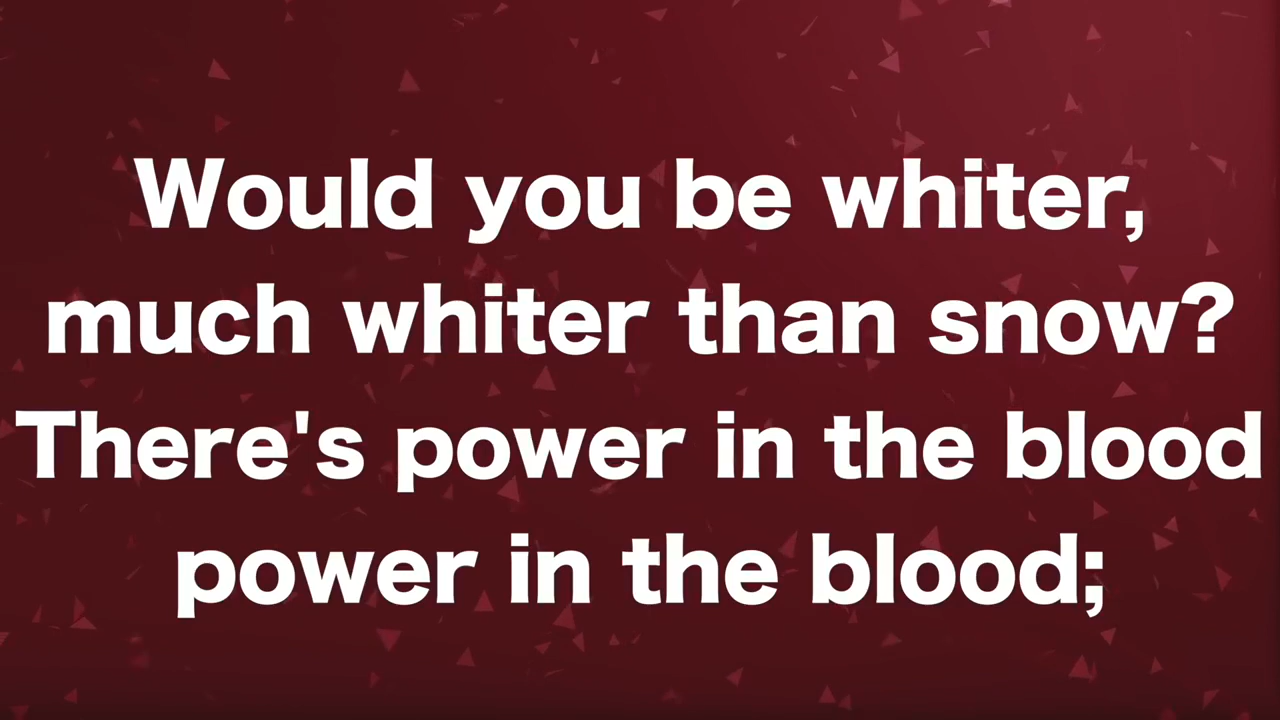 Would you be whiter,
much whiter than snow?
There's power in the blood
power in the blood;